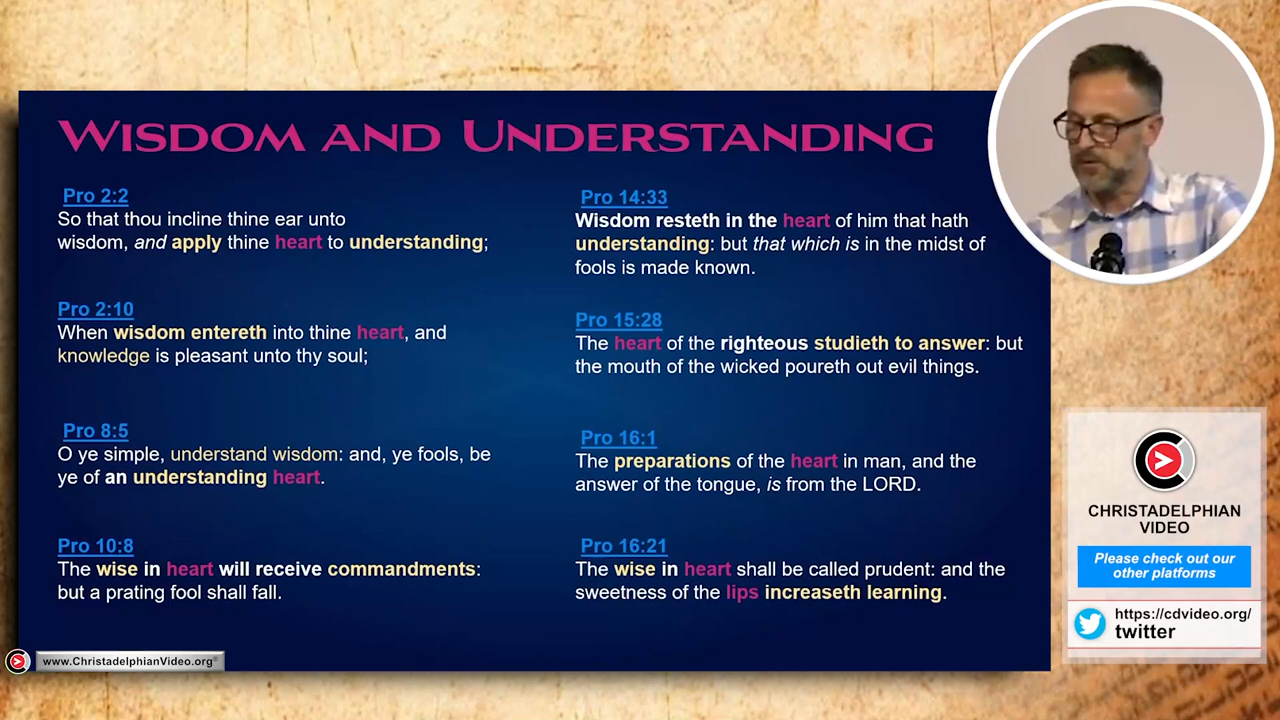 WISDOM AND UNDERSTANDING
Pro 2:2
So that thou incline thine ear unto
wisdom, and apply thine heart to understanding;
Pro 2:10
When wisdom entereth into thine heart, and
knowledge is pleasant unto thy soul;
Pro 8:5
O ye simple, understand wisdom: and, ye fools, be
ye of an understanding heart.
Pro 10:8
The wise in heart will receive commandments:
but a prating fool shall fall.
Pro 14:33
Wisdom resteth in the heart of him that hath
understanding: but that which is in the midst of
fools is made known.
Pro 15:28
The heart of the righteous studieth to answer: but
the mouth of the wicked poureth out evil things.
Pro 16:1
The preparations of the heart in man, and the
answer of the tongue, is from the LORD.
Pro 16:21
The wise in heart shall be called prudent: and the
sweetness of the lips increaseth learning.
CHRISTADELPHIAN
VIDEO
Please check out our
other platforms
https://cdvideo.org/
twitter
www.ChristadelphianVideo.org®